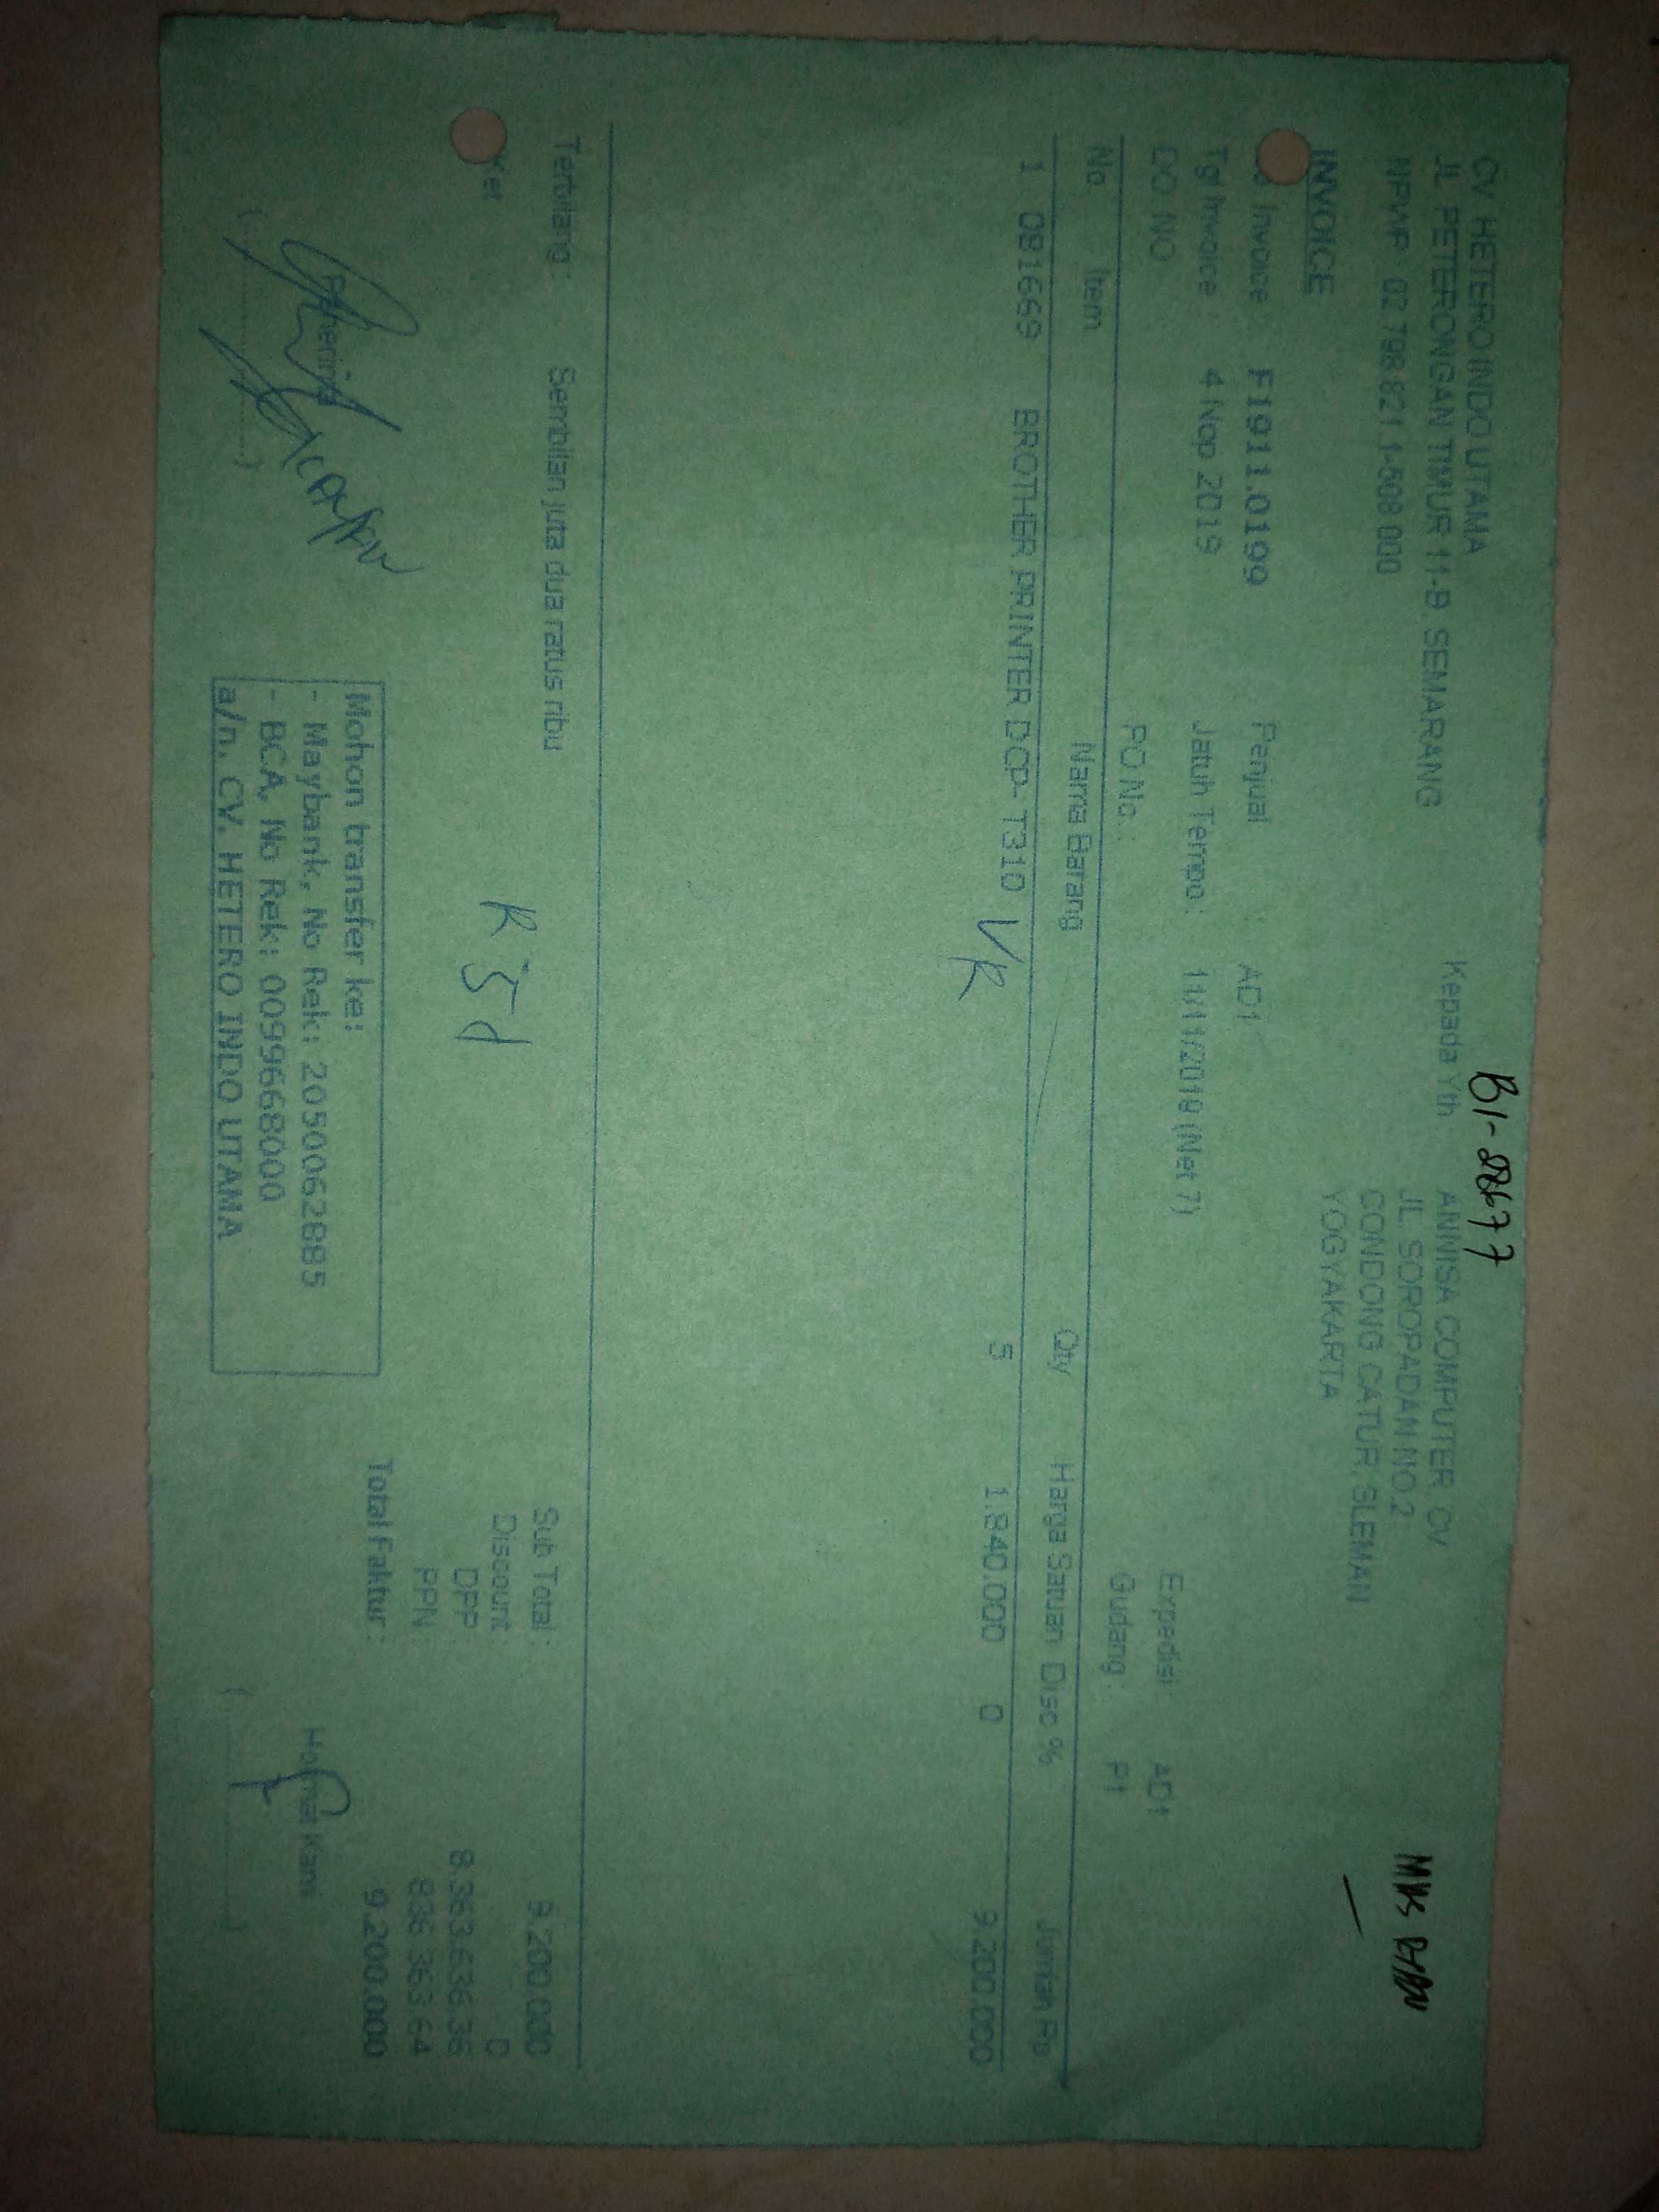 CV. HETERO INDO UTAMA
JL. PETERONGAN TIMUR 11-B, SEMARANG
NPWP 02.798.821.1-508.000
B1-
Kepada Yth
ANNISA COMPUTER, CV
JL. SOROPADAN NO.2
CONDONG CATUR, SLEMAN
YOGYAKARTA
INVOICE
Invoice : F1911.0199 Penjual : AD1
Tgl Invoice : 4 Nop 2019 Jatuh Tempo : 11/11/2019 (Net 7) Expedisi : AD1
DO NO PO No : Gudang : P1
No. Item Nama Barang Qty Harga Satuan Disc % Jumlah Rp.
1 081669 BROTHER PRINTER DCP-T310 5 1.840.000 0 9.200.000
VK
Terbilang : Sembilan juta dua ratus ribu
Sub Total : 9.200.000
Discount : 0
DPP : 8.363.636,36
PPN : 836.363,64
Total Faktur : 9.200.000
Ket
Mohon transfer ke:
- Maybank, No Rek: 2050062885
- BCA, No Rek: 0099668000
a/n. CV. HETERO INDO UTAMA
Penerima
Hormat Kami